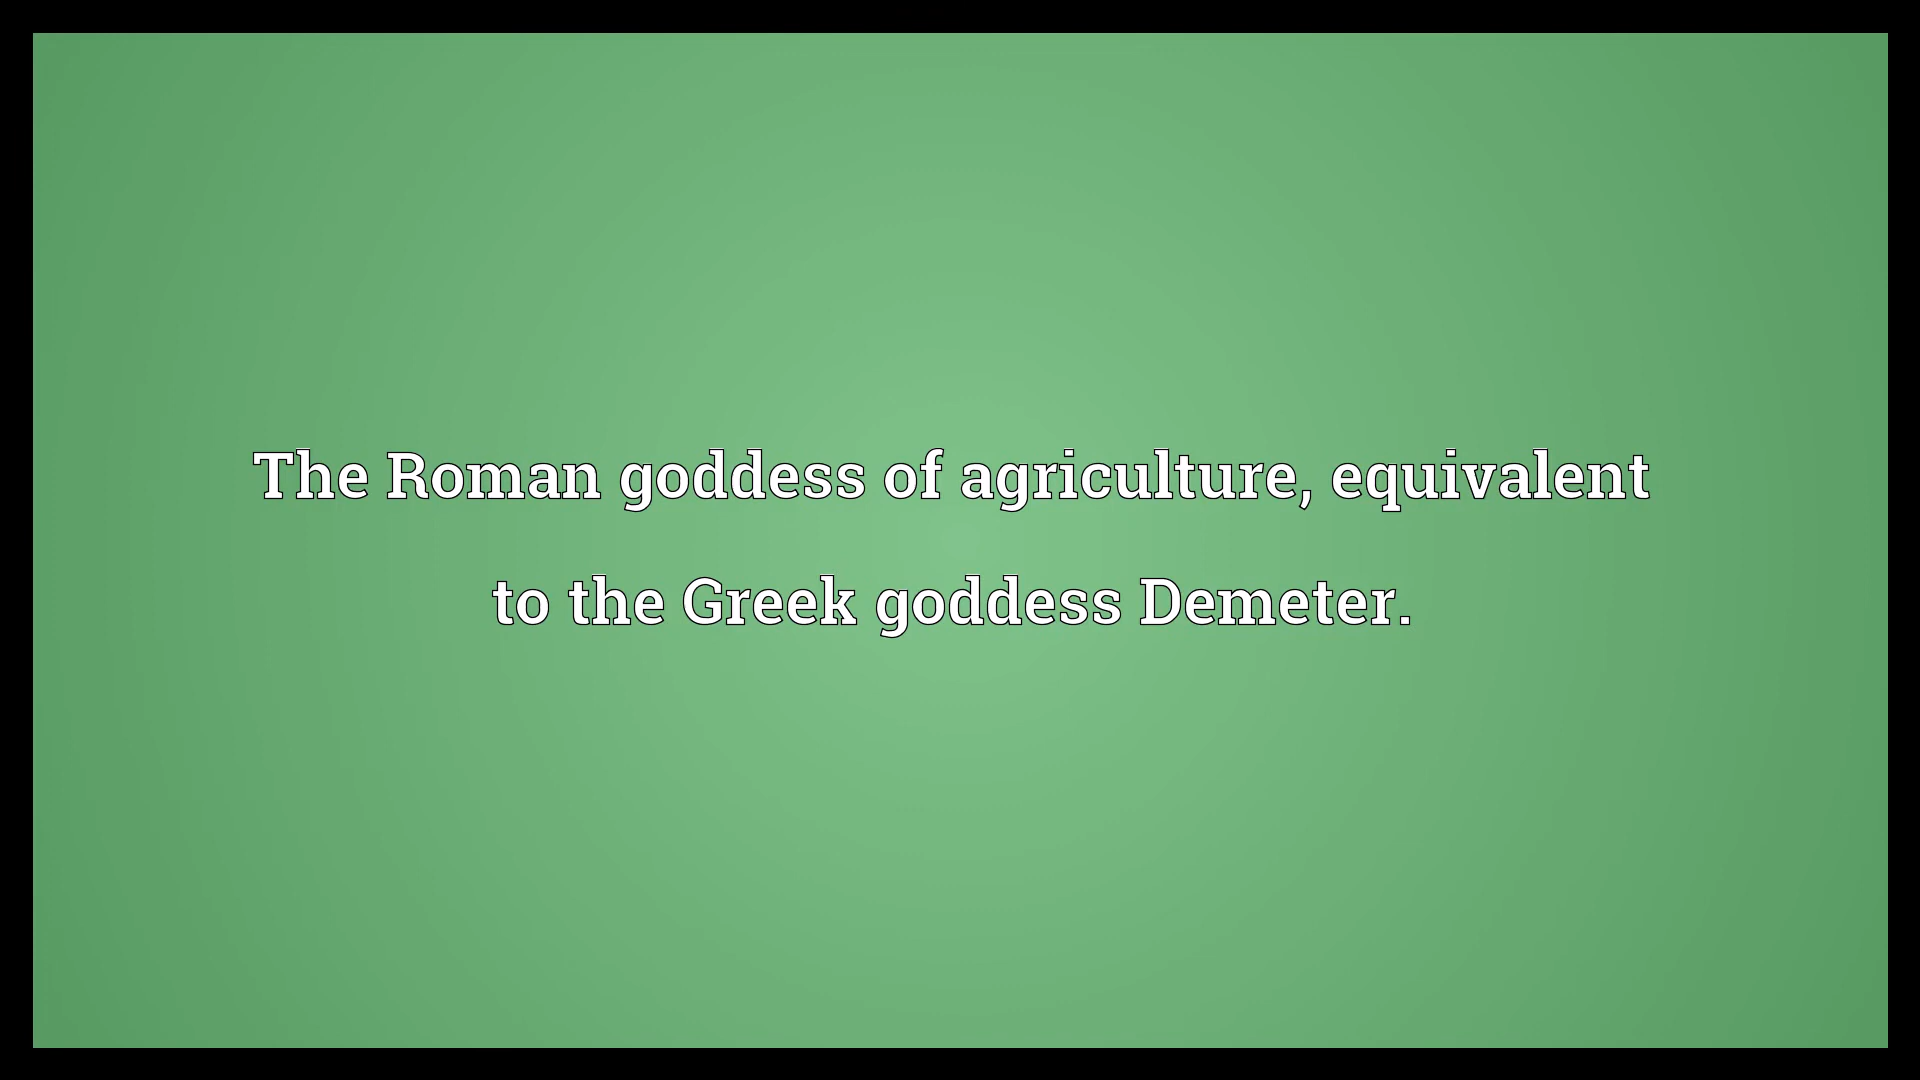 The Roman goddess of agriculture, equivalent
to the Greek goddess Demeter.